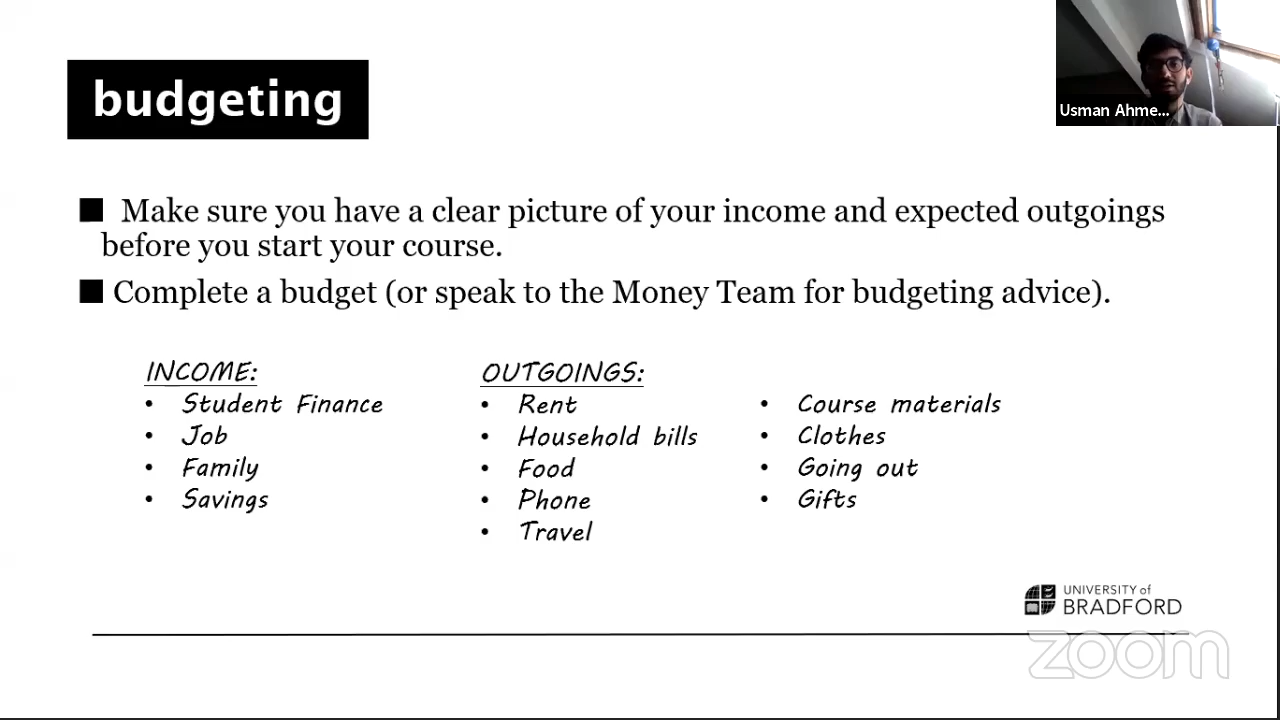 budgeting
Usman Ahme...
Make sure you have a clear picture of your income and expected outgoings
before you start your course.
Complete a budget (or speak to the Money Team for budgeting advice).
INCOME:
• Student Finance
• Job
• Family
• Savings
OUTGOINGS:
• Rent
• Household bills
• Food
• Phone
• Travel
• Course materials
• Clothes
• Going out
• Gifts
UNIVERSITY of
BRADFORD
zoom